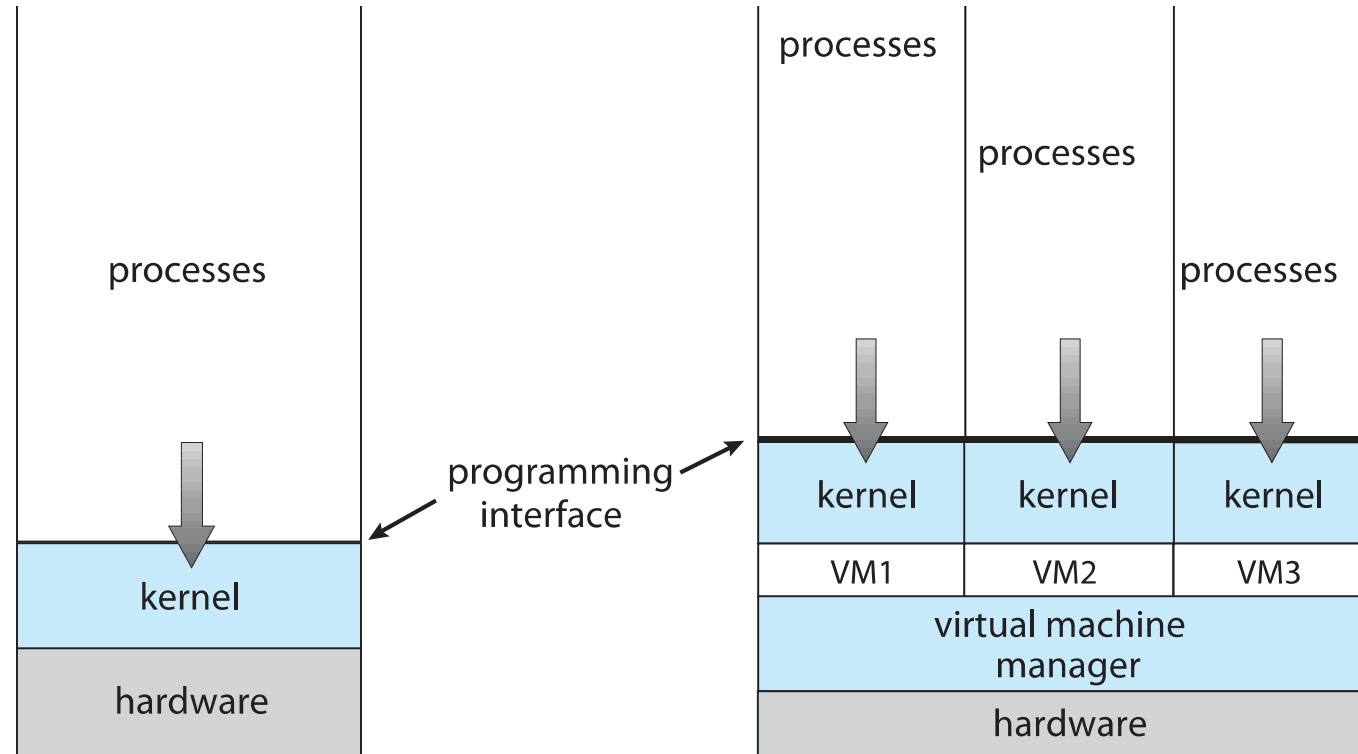 processes
kernel
hardware
programming
interface
processes
processes
processes
kernel
kernel
kernel
VM1
VM2
VM3
virtual machine
manager
hardware